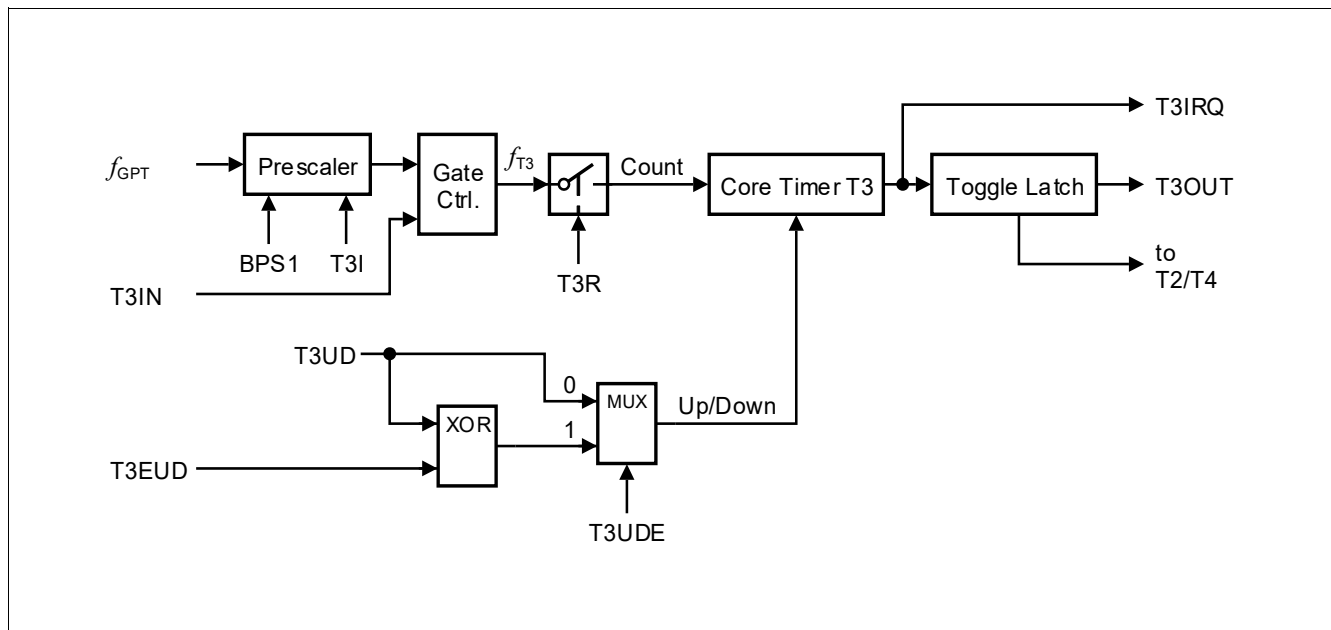 T3IRQ
fGPT
Prescaler
Gate
Ctrl.
fT3
Count
Core Timer T3
Toggle Latch
T3OUT
BPS1
T3I
T3R
to
T2/T4
T3IN
T3UD
0
MUX
Up/Down
XOR
1
T3EUD
T3UDE